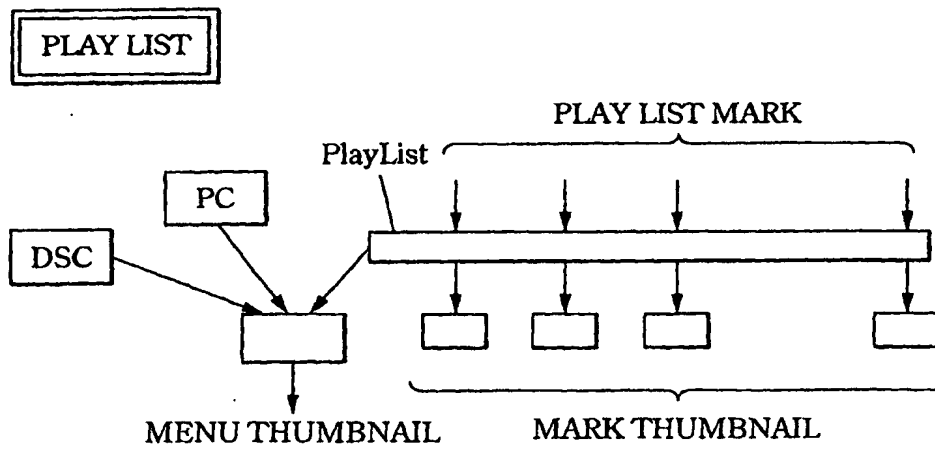 PLAY LIST
PLAY LIST MARK
PlayList
PC
DSC
MENU THUMBNAIL
MARK THUMBNAIL